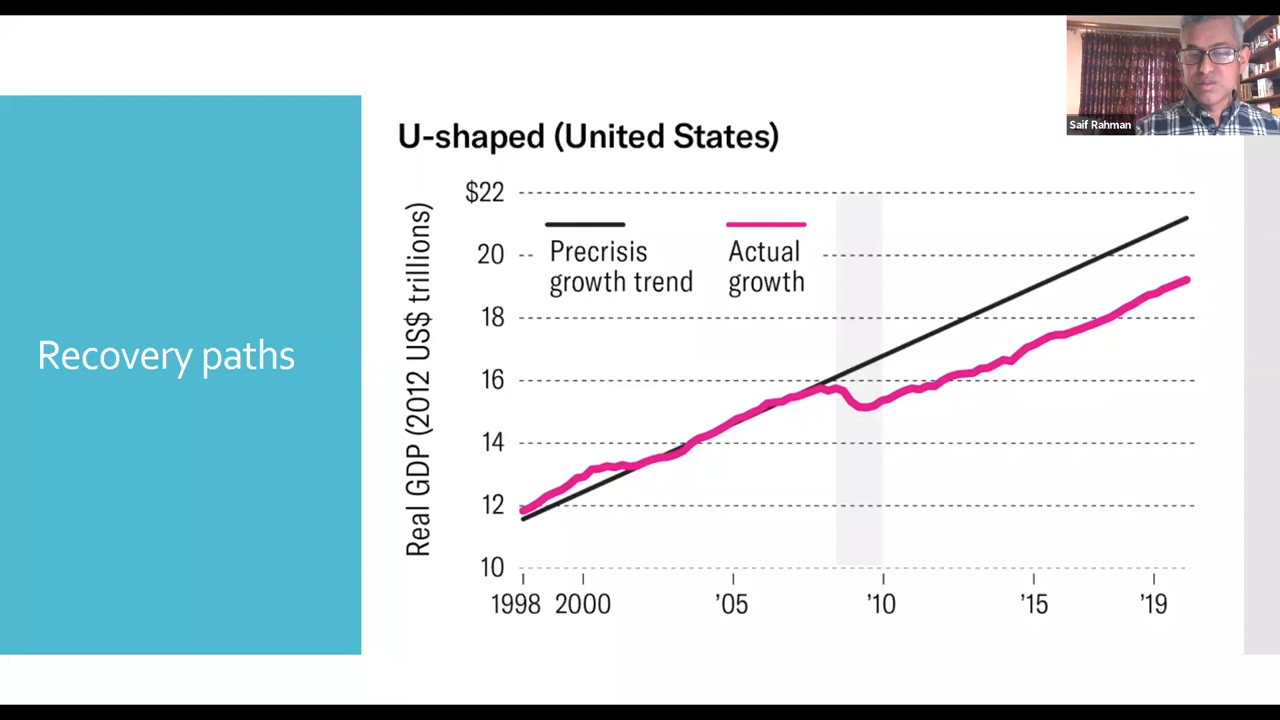 Saif Rahman
Recovery paths
U-shaped (United States)
Real GDP (2012 US$ trillions)
$22
20
18
16
14
12
10
Precrisis
growth trend
Actual
growth
1998 2000 '05 '10 '15 '19